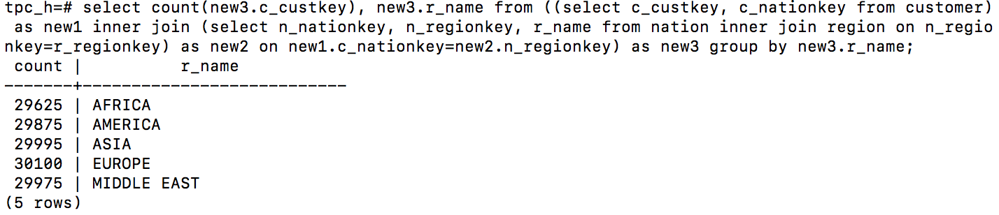 tpc_h=# select count(new3.c_custkey), new3.r_name from ((select c_custkey, c_nationkey from customer)
 as new1 inner join (select n_nationkey, n_regionkey, r_name from nation inner join region on n_regio
nkey=r_regionkey) as new2 on new1.c_nationkey=new2.n_regionkey) as new3 group by new3.r_name;
 count |          r_name
-------+---------------------------
 29625 | AFRICA
 29875 | AMERICA
 29995 | ASIA
 30100 | EUROPE
 29975 | MIDDLE EAST
(5 rows)